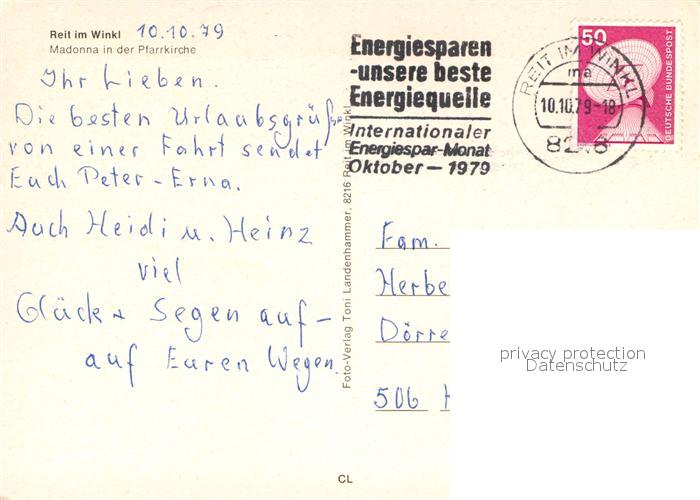 Reit im Winkl 10.10.79
Madonna in der Pfarrkirche
Ihr Lieben.
Die besten Urlaubsgrüße
von einer Fahrt sendet
Euch Peter - Erna.
Auch Heidi u. Heinz
viel
Glück + Segen auf -
auf Euren Wegen.
Foto-Verlag Toni Landenhammer, 8216 Reit im Winkl
CL
Energiesparen
-unsere beste
Energiequelle
Internationaler
Energiespar-Monat
Oktober - 1979
REIT IM WINKL
ma
10.10.79-18
8216
50
DEUTSCHE BUNDESPOST
Fam.
Herbe
Dörre
506 H
privacy protection
Datenschutz